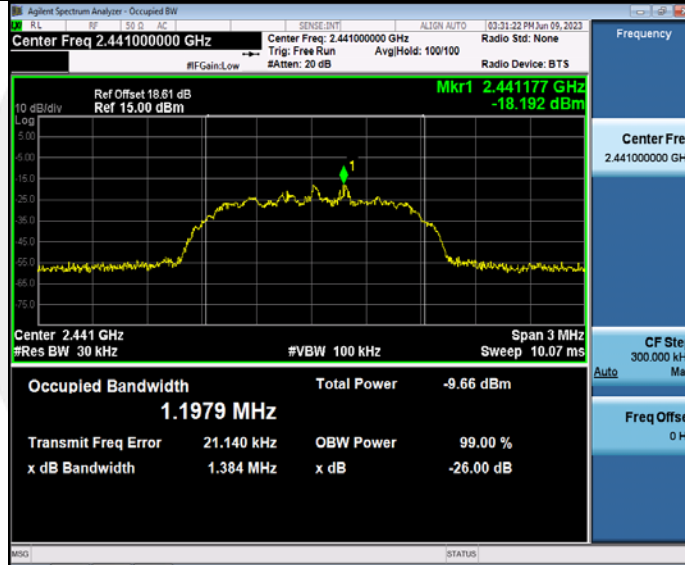 Agilent Spectrum Analyzer - Occupied BW
RL RF 50 Ω AC SENSE:INT ALIGN AUTO 03:31:22 PM Jun 09, 2023
Center Freq 2.441000000 GHz
Center Freq: 2.441000000 GHz
Radio Std: None
Trig: Free Run Avg|Hold: 100/100
#IFGain:Low #Atten: 20 dB Radio Device: BTS
Frequency
Ref Offset 18.61 dB
10 dB/div Ref 15.00 dBm
Mkr1 2.441177 GHz
-18.192 dBm
Log
5.00
-5.00
-15.0
-25.0
-35.0
-45.0
-55.0
-65.0
-75.0
1
Center 2.441 GHz Span 3 MHz
#Res BW 30 kHz #VBW 100 kHz Sweep 10.07 ms
Center Fre
2.441000000 GH
CF Ste
300.000 kH
Auto Ma
Freq Offse
0 H
Occupied Bandwidth Total Power -9.66 dBm
1.1979 MHz
Transmit Freq Error 21.140 kHz OBW Power 99.00 %
x dB Bandwidth 1.384 MHz x dB -26.00 dB
MSG STATUS